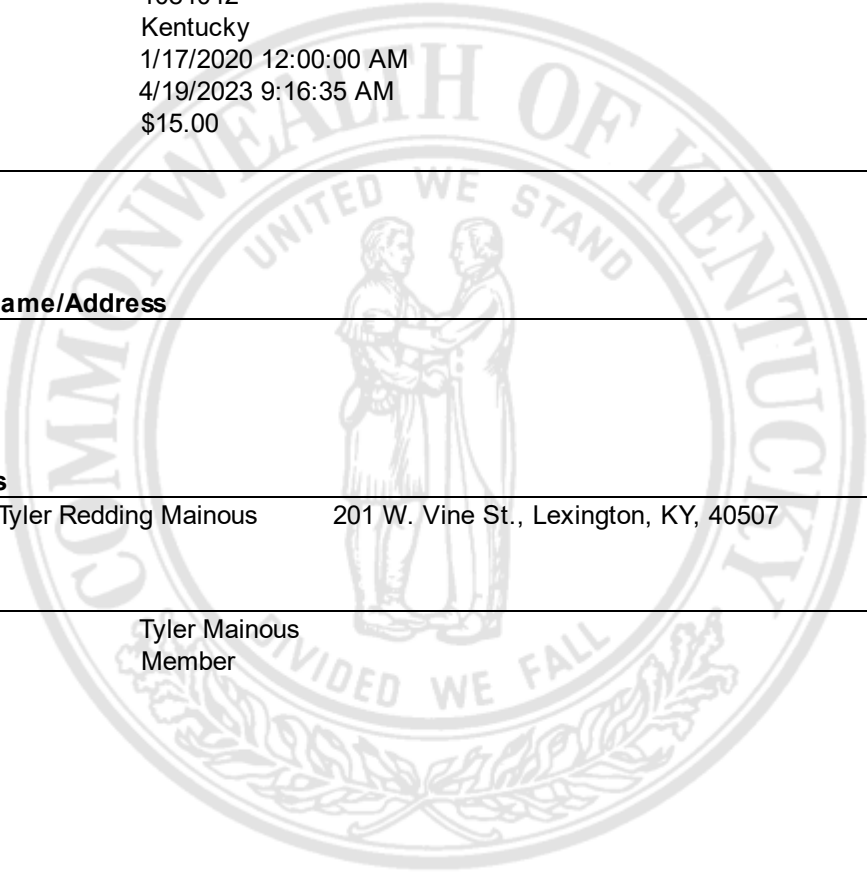 Kentucky
1/17/2020 12:00:00 AM
4/19/2023 9:16:35 AM
$15.00
COMMONWEALTH OF KENTUCKY
UNITED WE STAND
ame/Address
s
Tyler Redding Mainous 201 W. Vine St., Lexington, KY, 40507
Tyler Mainous
Member
DIVIDED WE FALL